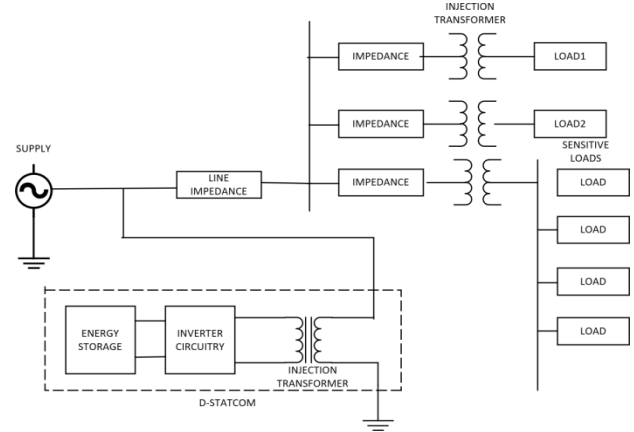 INJECTION
TRANSFORMER
IMPEDANCE
LOAD1
IMPEDANCE
LOAD2
SUPPLY
SENSITIVE
LOADS
LINE
IMPEDANCE
IMPEDANCE
LOAD
LOAD
LOAD
LOAD
ENERGY
STORAGE
INVERTER
CIRCUITRY
INJECTION
TRANSFORMER
D-STATCOM